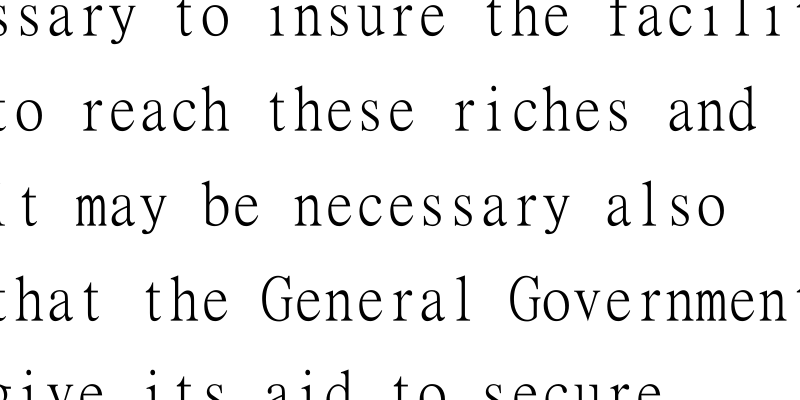 ssary to insure the facilit
to reach these riches and
it may be necessary also
that the General Government
give its aid to secure